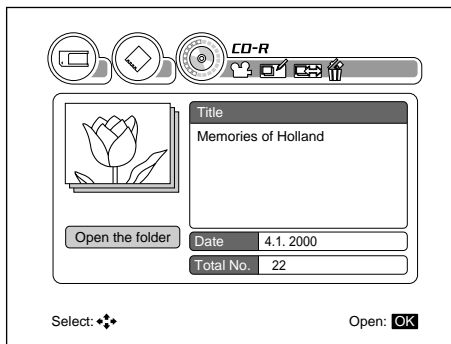 CD-R
Title
Memories of Holland
Open the folder
Date 4.1. 2000
Total No. 22
Select: Open: OK